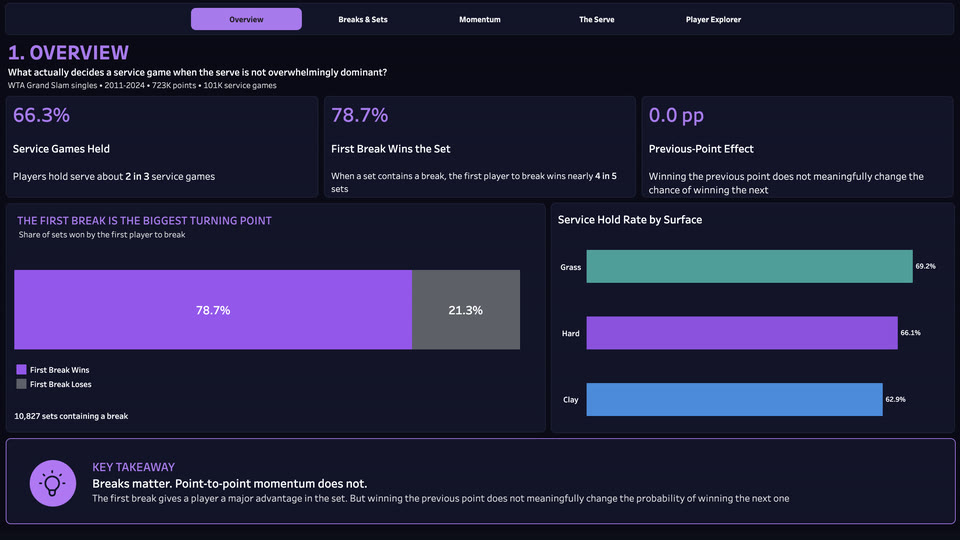 Overview
Breaks & Sets
Momentum
The Serve
Player Explorer
1. OVERVIEW
What actually decides a service game when the serve is not overwhelmingly dominant?
WTA Grand Slam singles • 2011-2024 • 723K points • 101K service games
66.3%
Service Games Held
Players hold serve about 2 in 3 service games
78.7%
First Break Wins the Set
When a set contains a break, the first player to break wins nearly 4 in 5
sets
0.0 pp
Previous-Point Effect
Winning the previous point does not meaningfully change the
chance of winning the next
THE FIRST BREAK IS THE BIGGEST TURNING POINT
Share of sets won by the first player to break
78.7%
21.3%
First Break Wins
First Break Loses
10,827 sets containing a break
Service Hold Rate by Surface
Grass
69.2%
Hard
66.1%
Clay
62.9%
KEY TAKEAWAY
Breaks matter. Point-to-point momentum does not.
The first break gives a player a major advantage in the set. But winning the previous point does not meaningfully change the probability of winning the next one